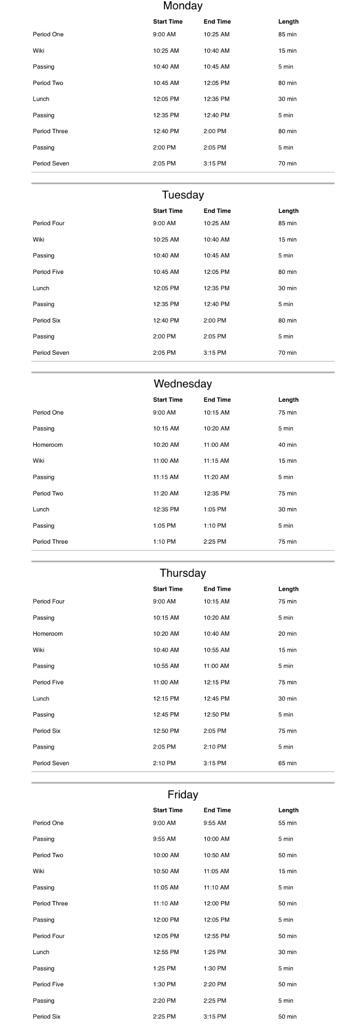 Monday
Start Time End Time Length
Period One 9:00 AM 10:25 AM 85 min
Wiki 10:25 AM 10:40 AM 15 min
Passing 10:40 AM 10:45 AM 5 min
Period Two 10:45 AM 12:05 PM 80 min
Lunch 12:05 PM 12:35 PM 30 min
Passing 12:35 PM 12:40 PM 5 min
Period Three 12:40 PM 2:00 PM 80 min
Passing 2:00 PM 2:05 PM 5 min
Period Seven 2:05 PM 3:15 PM 70 min
Tuesday
Start Time End Time Length
Period Four 9:00 AM 10:25 AM 85 min
Wiki 10:25 AM 10:40 AM 15 min
Passing 10:40 AM 10:45 AM 5 min
Period Five 10:45 AM 12:05 PM 80 min
Lunch 12:05 PM 12:35 PM 30 min
Passing 12:35 PM 12:40 PM 5 min
Period Six 12:40 PM 2:00 PM 80 min
Passing 2:00 PM 2:05 PM 5 min
Period Seven 2:05 PM 3:15 PM 70 min
Wednesday
Start Time End Time Length
Period One 9:00 AM 10:15 AM 75 min
Passing 10:15 AM 10:20 AM 5 min
Homeroom 10:20 AM 11:00 AM 40 min
Wiki 11:00 AM 11:15 AM 15 min
Passing 11:15 AM 11:20 AM 5 min
Period Two 11:20 AM 12:35 PM 75 min
Lunch 12:35 PM 1:05 PM 30 min
Passing 1:05 PM 1:10 PM 5 min
Period Three 1:10 PM 2:25 PM 75 min
Thursday
Start Time End Time Length
Period Four 9:00 AM 10:15 AM 75 min
Passing 10:15 AM 10:20 AM 5 min
Homeroom 10:20 AM 10:40 AM 20 min
Wiki 10:40 AM 10:55 AM 15 min
Passing 10:55 AM 11:00 AM 5 min
Period Five 11:00 AM 12:15 PM 75 min
Lunch 12:15 PM 12:45 PM 30 min
Passing 12:45 PM 12:50 PM 5 min
Period Six 12:50 PM 2:05 PM 75 min
Passing 2:05 PM 2:10 PM 5 min
Period Seven 2:10 PM 3:15 PM 65 min
Friday
Start Time End Time Length
Period One 9:00 AM 9:55 AM 55 min
Passing 9:55 AM 10:00 AM 5 min
Period Two 10:00 AM 10:50 AM 50 min
Wiki 10:50 AM 11:05 AM 15 min
Passing 11:05 AM 11:10 AM 5 min
Period Three 11:10 AM 12:00 PM 50 min
Passing 12:00 PM 12:05 PM 5 min
Period Four 12:05 PM 12:55 PM 50 min
Lunch 12:55 PM 1:25 PM 30 min
Passing 1:25 PM 1:30 PM 5 min
Period Five 1:30 PM 2:20 PM 50 min
Passing 2:20 PM 2:25 PM 5 min
Period Six 2:25 PM 3:15 PM 50 min